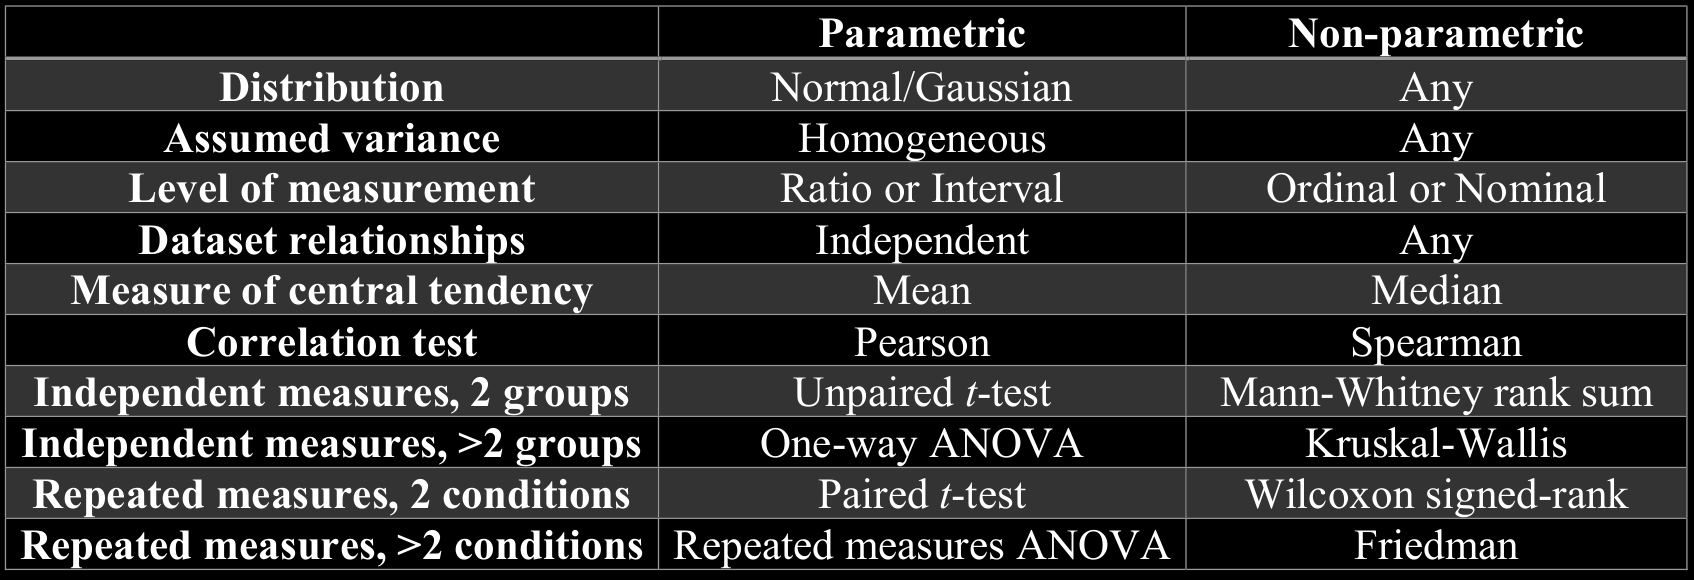 Parametric Non-parametric
Distribution Normal/Gaussian Any
Assumed variance Homogeneous Any
Level of measurement Ratio or Interval Ordinal or Nominal
Dataset relationships Independent Any
Measure of central tendency Mean Median
Correlation test Pearson Spearman
Independent measures, 2 groups Unpaired t-test Mann-Whitney rank sum
Independent measures, >2 groups One-way ANOVA Kruskal-Wallis
Repeated measures, 2 conditions Paired t-test Wilcoxon signed-rank
Repeated measures, >2 conditions Repeated measures ANOVA Friedman